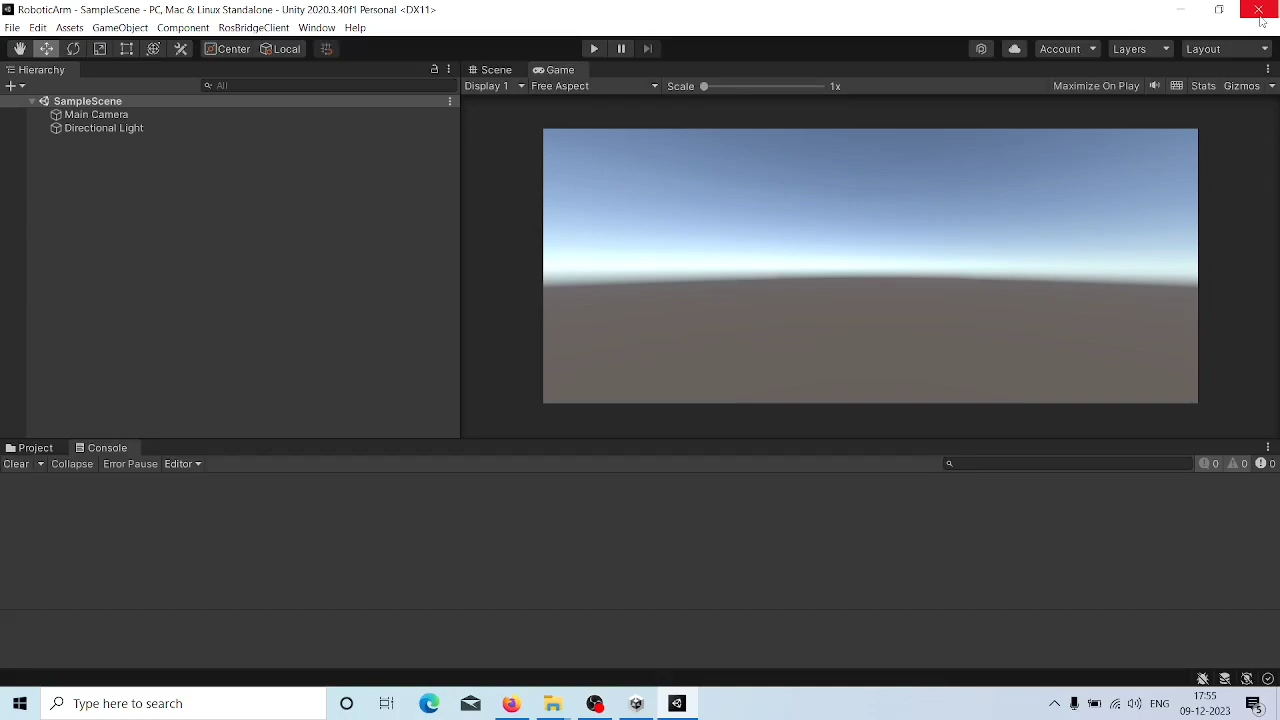 RoboticArm - SampleScene - PC, Mac & Linux Standalone - Unity 2020.3.40f1 Personal <DX11>
File Edit Assets GameObject Component RosBridgeClient Window Help
Center Local Account Layers Layout
Hierarchy Scene Game
All Display 1 Free Aspect Scale 1x Maximize On Play Stats Gizmos
SampleScene
Main Camera
Directional Light
Project Console
Clear Collapse Error Pause Editor 0 0 0
Type here to search
ENG
17:55
09-12-2023
5